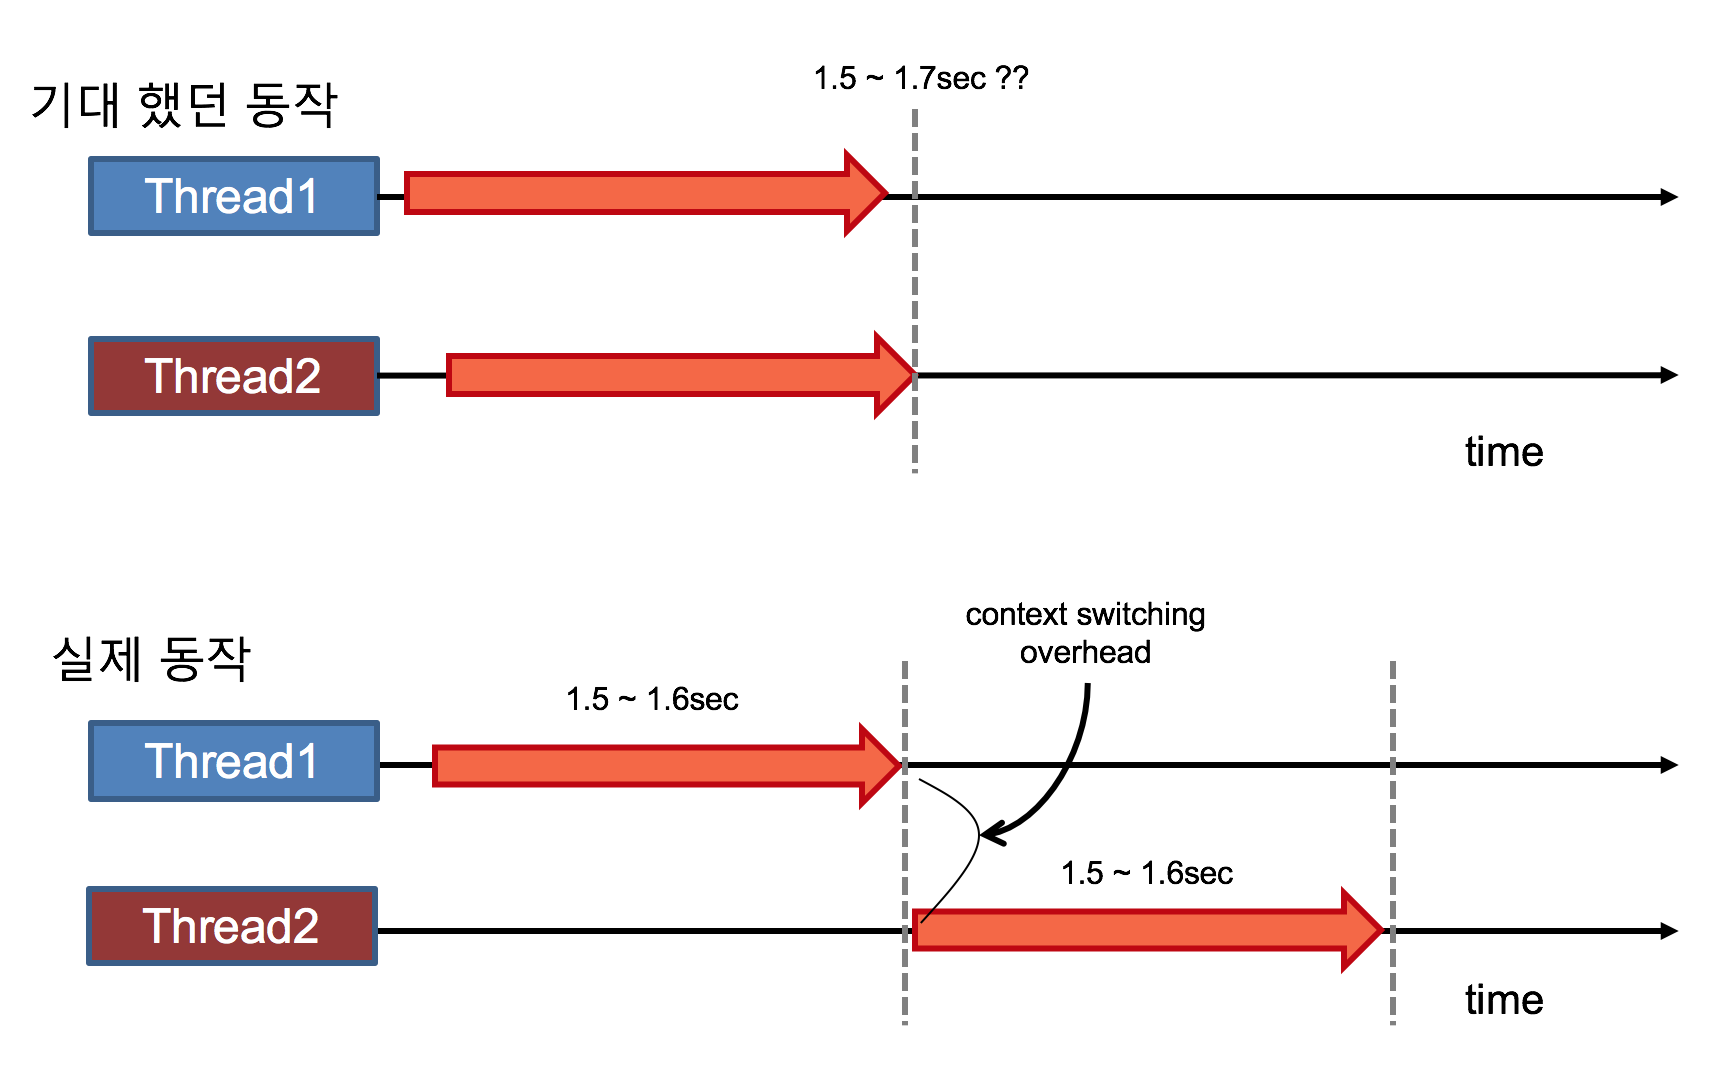 1.5 ~ 1.7sec ??
기대 했던 동작
Thread1
Thread2
time
context switching
overhead
실제 동작
1.5 ~ 1.6sec
Thread1
1.5 ~ 1.6sec
Thread2
time